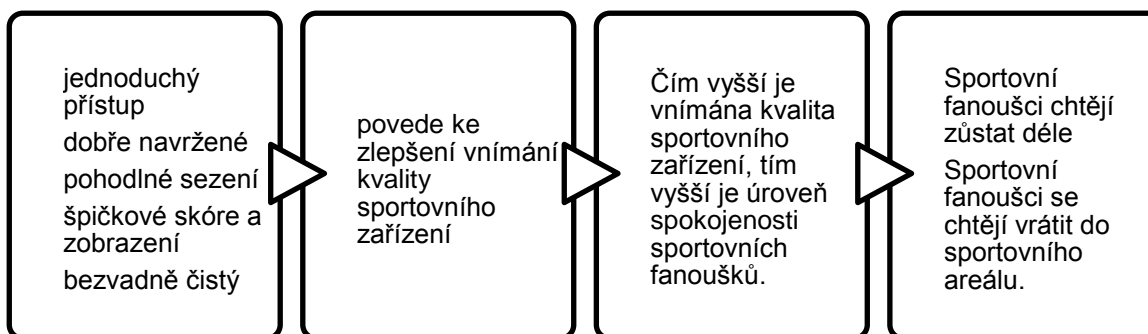 jednoduchý
přístup
dobře navržené
pohodlné sezení
špičkové skóre a
zobrazení
bezvadně čistý
povede ke
zlepšení vnímání
kvality
sportovního
zařízení
Čím vyšší je
vnímána kvalita
sportovního
zařízení, tím
vyšší je úroveň
spokojenosti
sportovních
fanoušků.
Sportovní
fanoušci chtějí
zůstat déle
Sportovní
fanoušci se
chtějí vrátit do
sportovního
areálu.